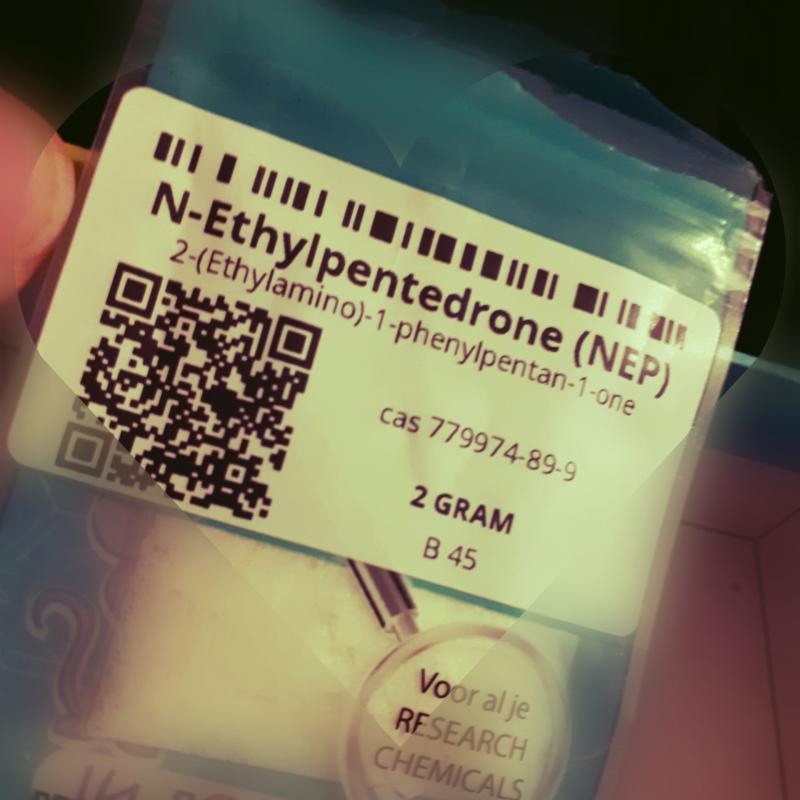 N-Ethylpentedrone (NEP)
2-(Ethylamino)-1-phenylpentan-1-one
cas 779974-89-9
2 GRAM
B 45
Voor al je
RESEARCH
CHEMICALS